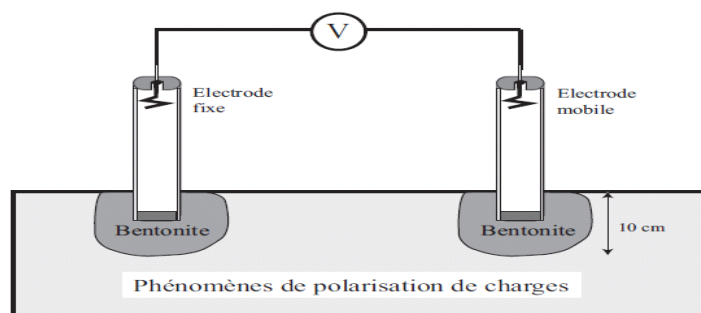 V
Electrode
fixe
Electrode
mobile
Bentonite
Bentonite
10 cm
Phénomènes de polarisation de charges